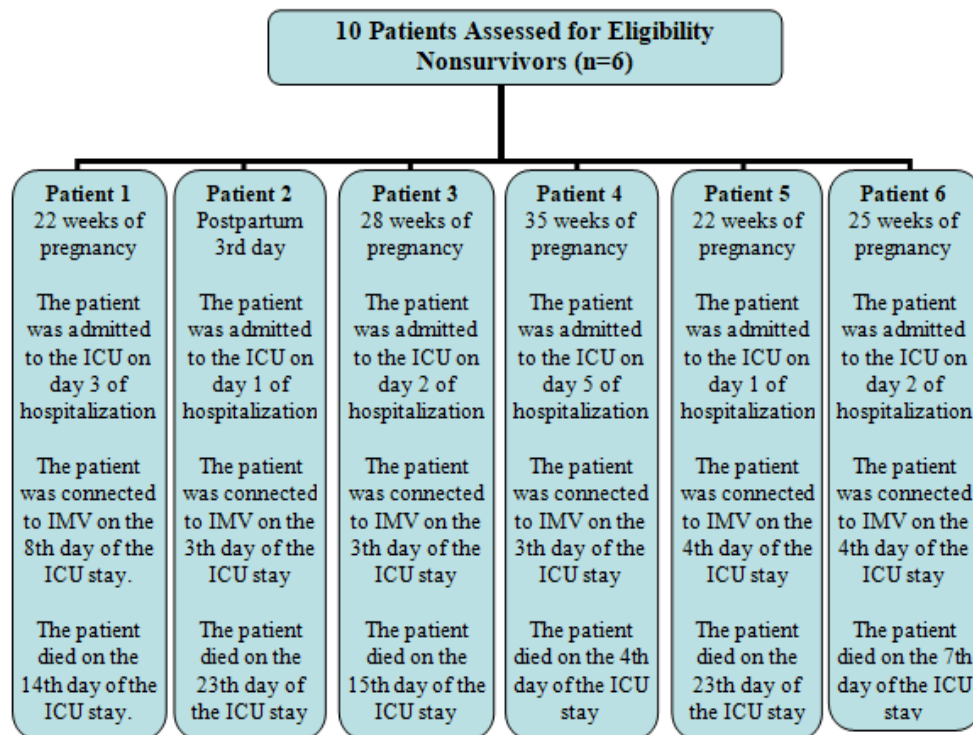 10 Patients Assessed for Eligibility
Nonsurvivors (n=6)
Patient 1
22 weeks of
pregnancy
The patient
was admitted
to the ICU on
day 3 of
hospitalization
The patient
was connected
to IMV on the
8th day of the
ICU stay.
The patient
died on the
14th day of the
ICU stay.
Patient 2
Postpartum
3rd day
The patient
was admitted
to the ICU on
day 1 of
hospitalization
The patient
was connected
to IMV on the
3th day of the
ICU stay
The patient
died on the
23th day of
the ICU stay
Patient 3
28 weeks of
pregnancy
The patient
was admitted
to the ICU on
day 2 of
hospitalization
The patient
was connected
to IMV on the
3th day of the
ICU stay
The patient
died on the
15th day of the
ICU stay
Patient 4
35 weeks of
pregnancy
The patient
was admitted
to the ICU on
day 5 of
hospitalization
The patient
was connected
to IMV on the
3th day of the
ICU stay
The patient
died on the 4th
day of the ICU
stay
Patient 5
22 weeks of
pregnancy
The patient
was admitted
to the ICU on
day 1 of
hospitalization
The patient
was connected
to IMV on the
4th day of the
ICU stay
The patient
died on the
23th day of
the ICU stay
Patient 6
25 weeks of
pregnancy
The patient
was admitted
to the ICU on
day 2 of
hospitalization
The patient
was connected
to IMV on the
4th day of the
ICU stay
The patient
died on the 7th
day of the ICU
stay